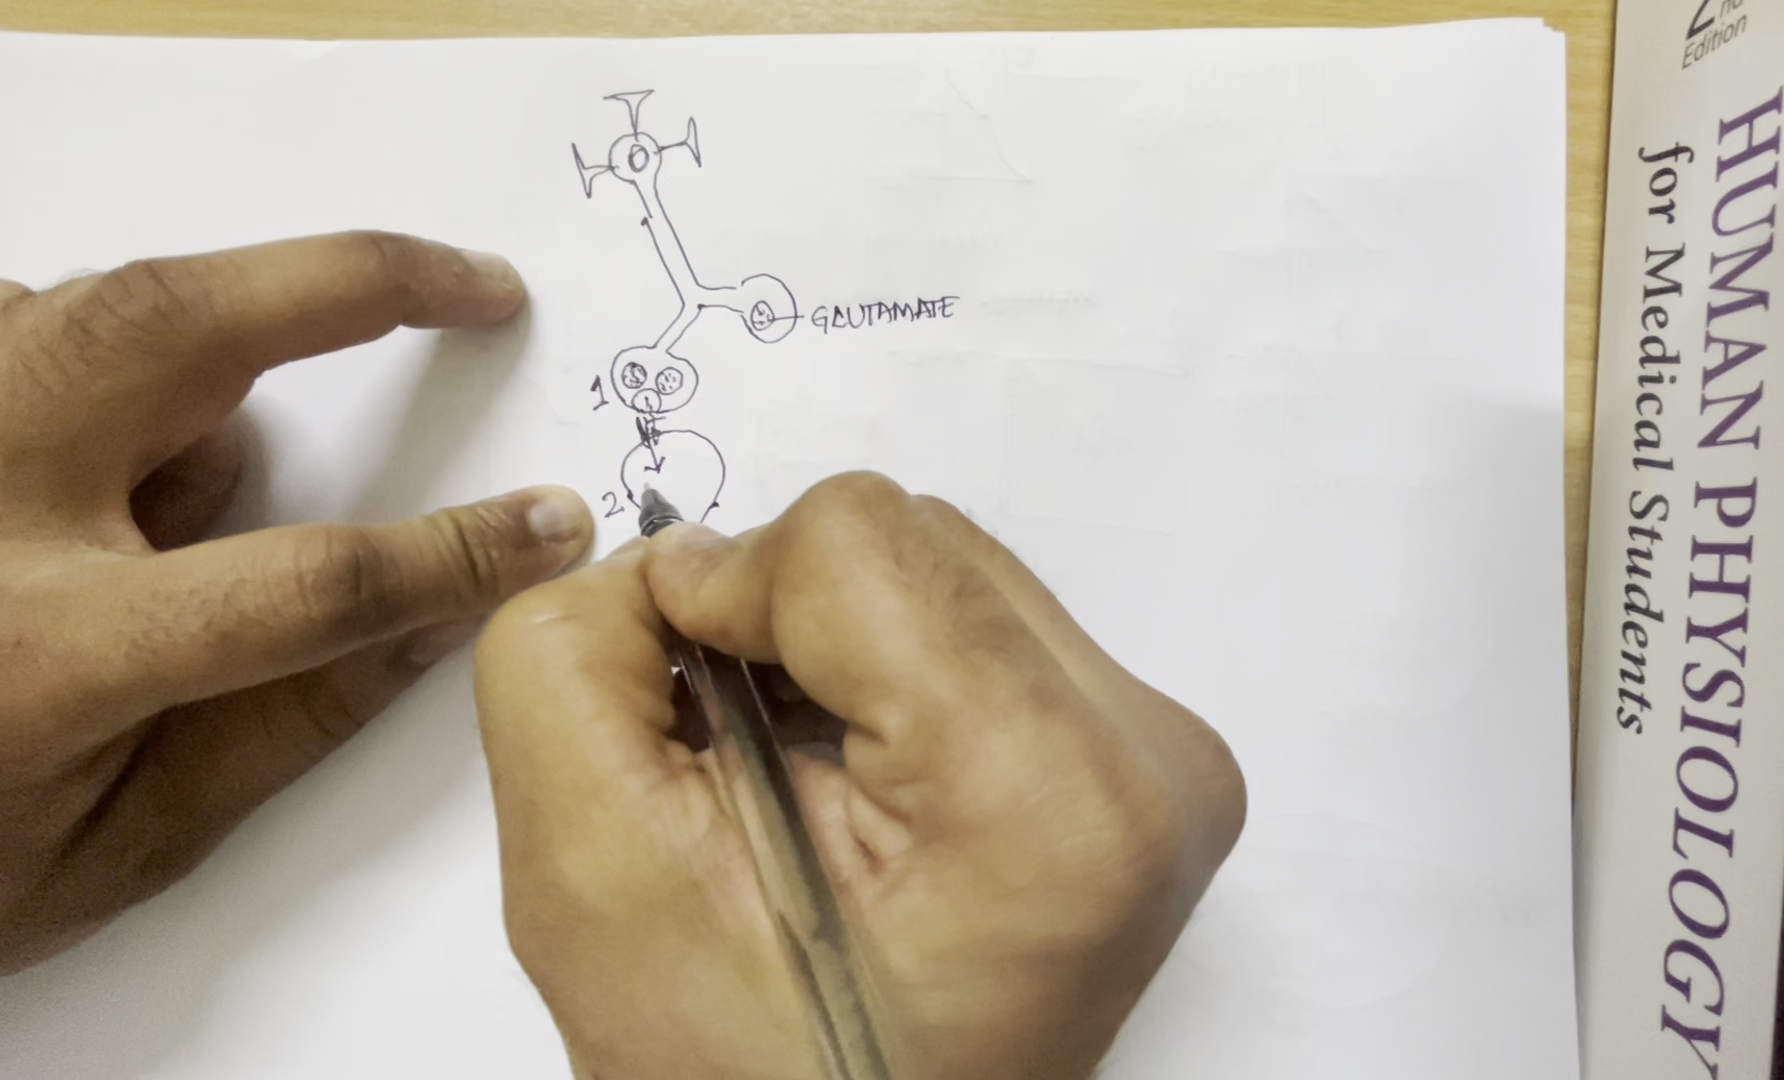 GLUTAMATE
1
2
2nd
Edition
HUMAN PHYSIOLOGY
for Medical Students